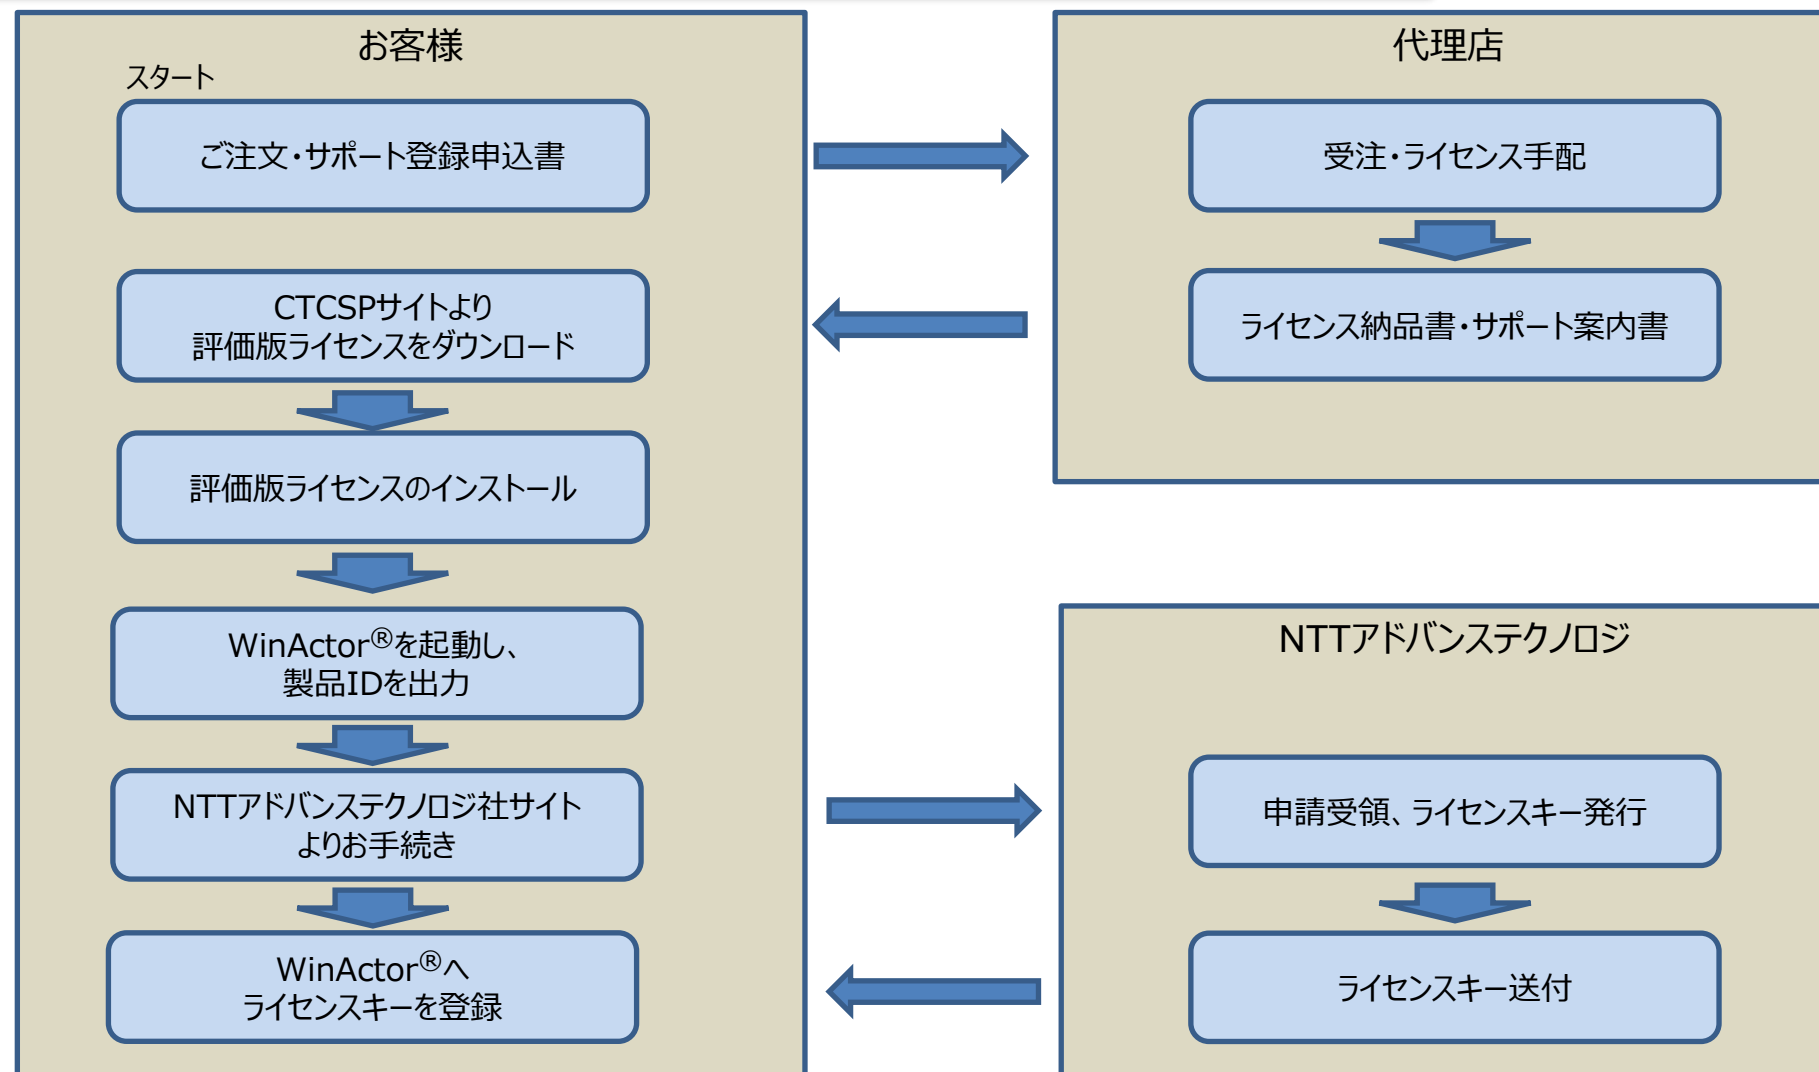 お客様
スタート
ご注文・サポート登録申込書
CTCSPサイトより
評価版ライセンスをダウンロード
評価版ライセンスのインストール
WinActor®を起動し、
製品IDを出力
NTTアドバンステクノロジ社サイト
よりお手続き
WinActor®へ
ライセンスキーを登録
代理店
受注・ライセンス手配
ライセンス納品書・サポート案内書
NTTアドバンステクノロジ
申請受領、ライセンスキー発行
ライセンスキー送付